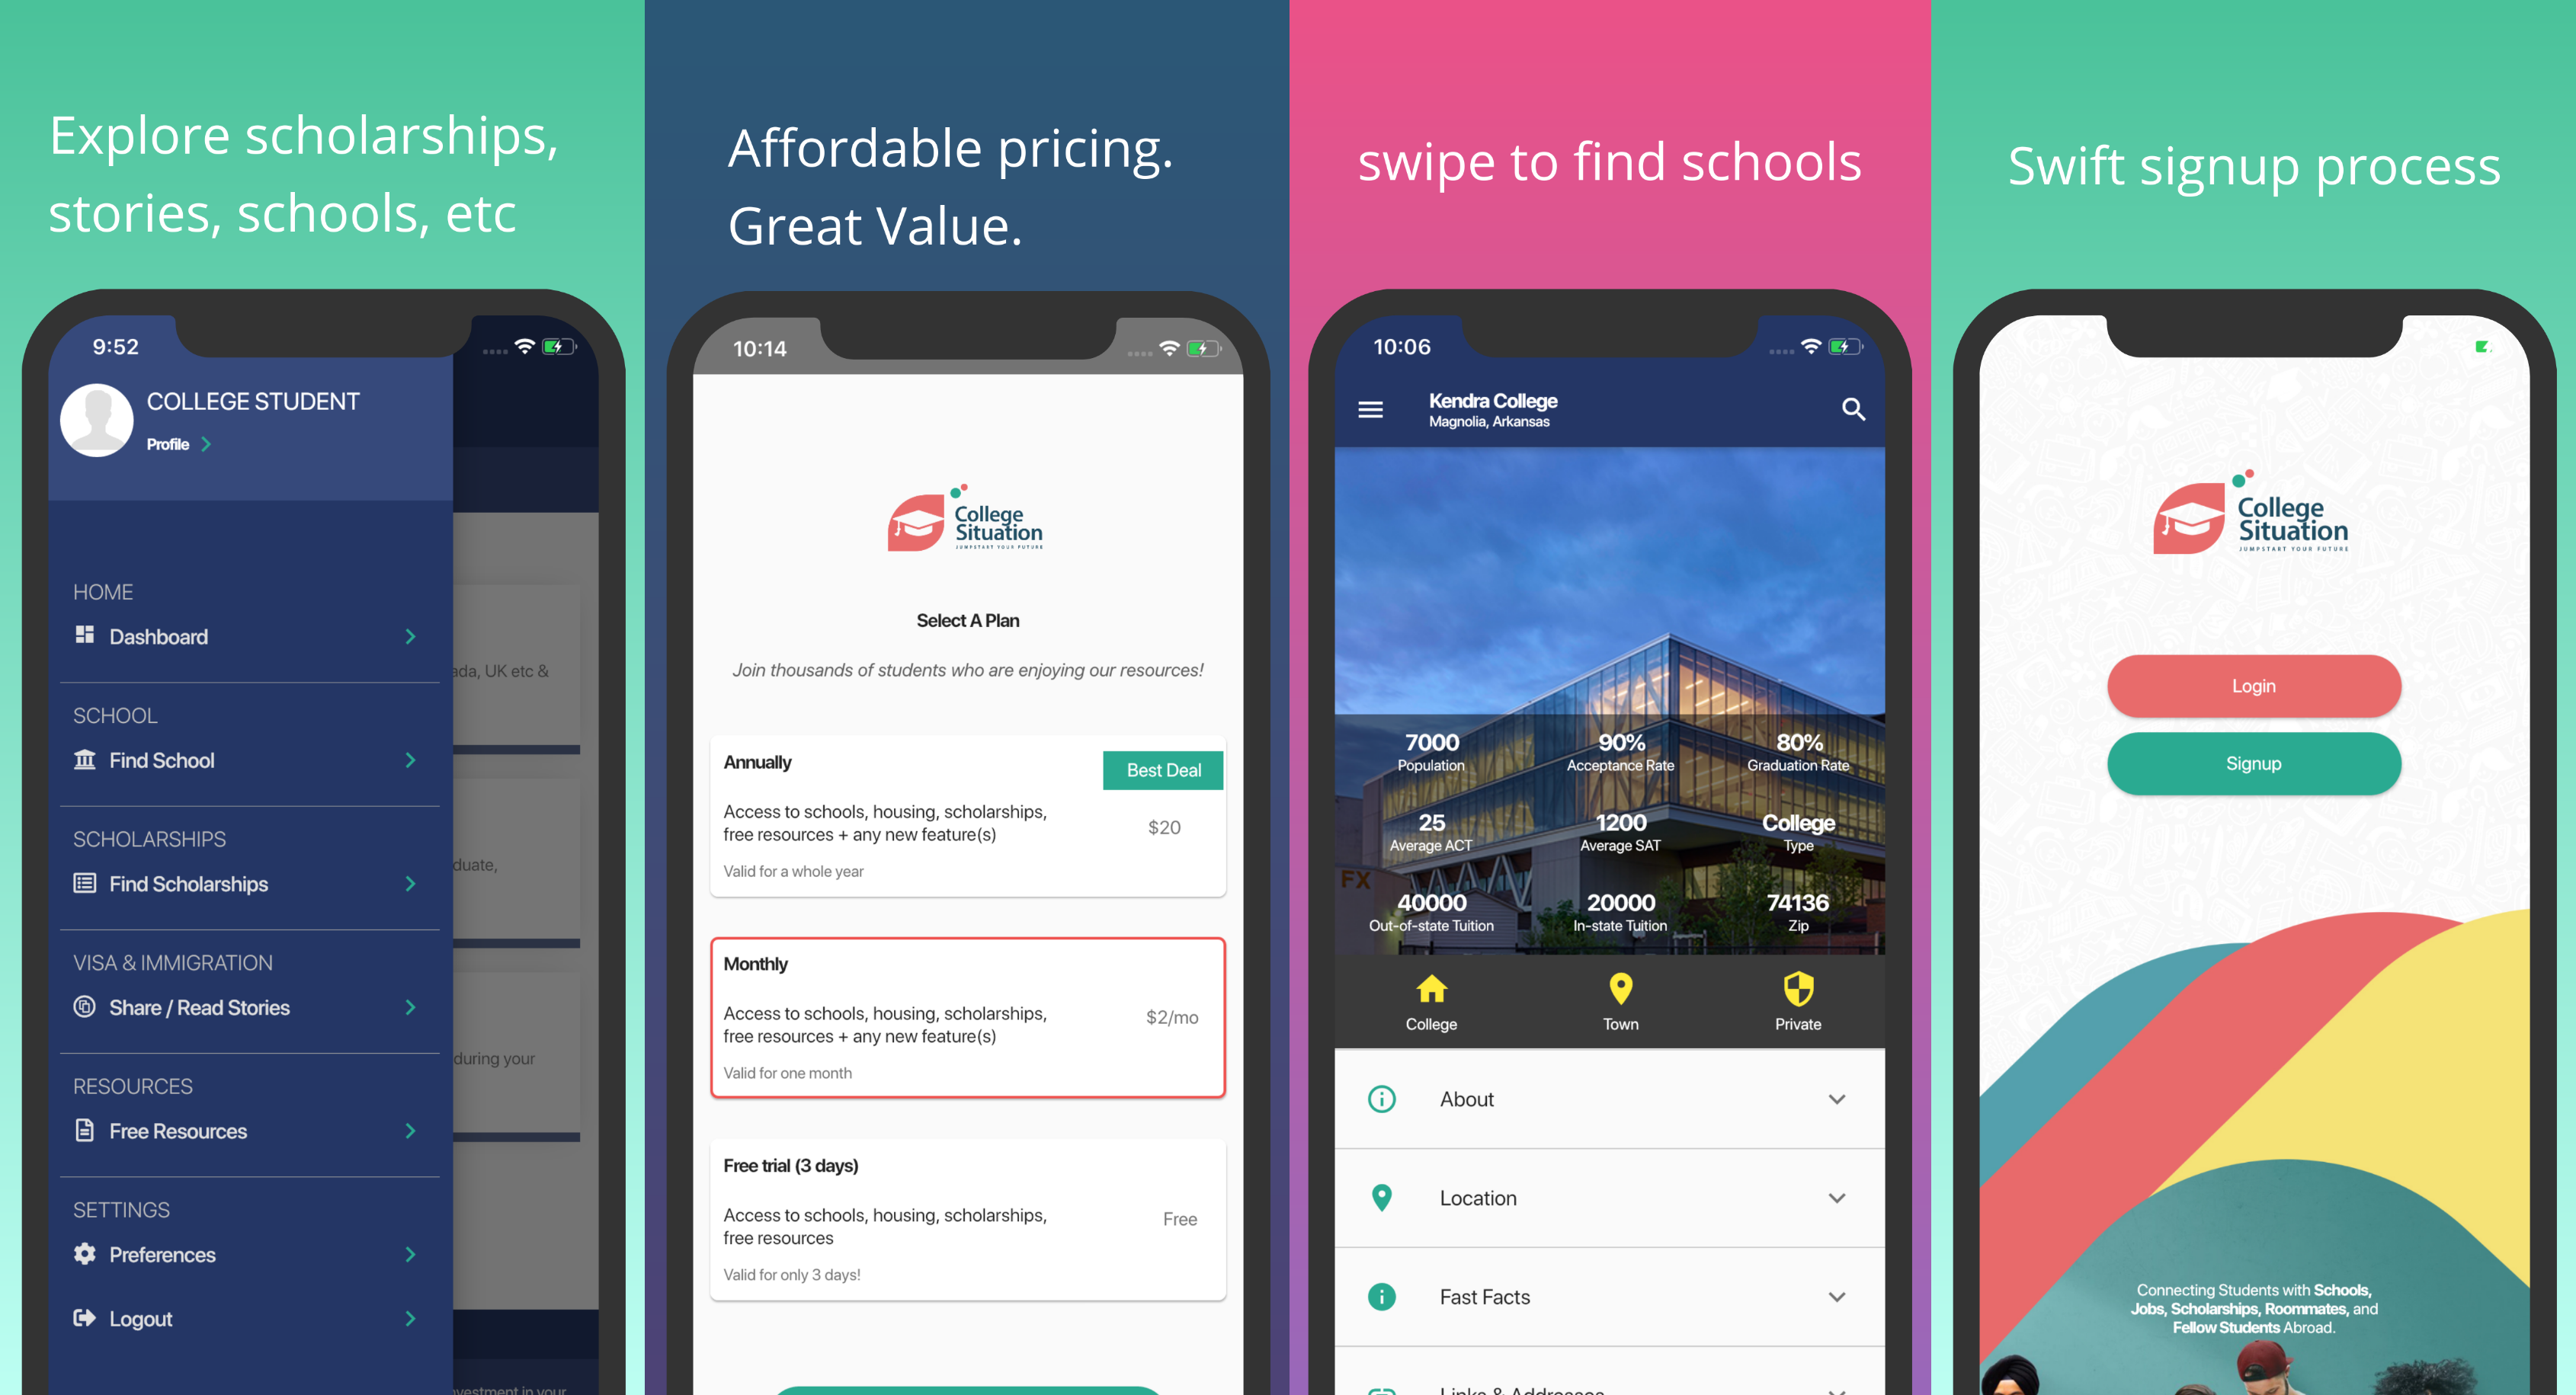 Explore scholarships,
stories, schools, etc
9:52
COLLEGE STUDENT
Profile
HOME
Dashboard
SCHOOL
Find School
SCHOLARSHIPS
Find Scholarships
VISA & IMMIGRATION
Share / Read Stories
RESOURCES
Free Resources
SETTINGS
Preferences
Logout
UK etc &
during your
in your
Affordable pricing.
Great Value.
10:14
College
Situation
JUMPSTART YOUR FUTURE
Select A Plan
Join thousands of students who are enjoying our resources!
Annually
Best Deal
Access to schools, housing, scholarships,
free resources + any new feature(s)
$20
Valid for a whole year
Monthly
Access to schools, housing, scholarships,
free resources + any new feature(s)
$2/mo
Valid for one month
Free trial (3 days)
Access to schools, housing, scholarships,
free resources
Free
Valid for only 3 days!
swipe to find schools
10:06
Kendra College
Magnolia, Arkansas
7000 90% 80%
Population Acceptance Rate Graduation Rate
25 1200 College
Average ACT Average SAT Type
FX
40000 20000 74136
Out-of-state Tuition In-state Tuition Zip
College Town Private
About
Location
Fast Facts
Links & Addresses
Swift signup process
College
Situation
JUMPSTART YOUR FUTURE
Login
Signup
Connecting Students with Schools,
Jobs, Scholarships, Roommates, and
Fellow Students Abroad.